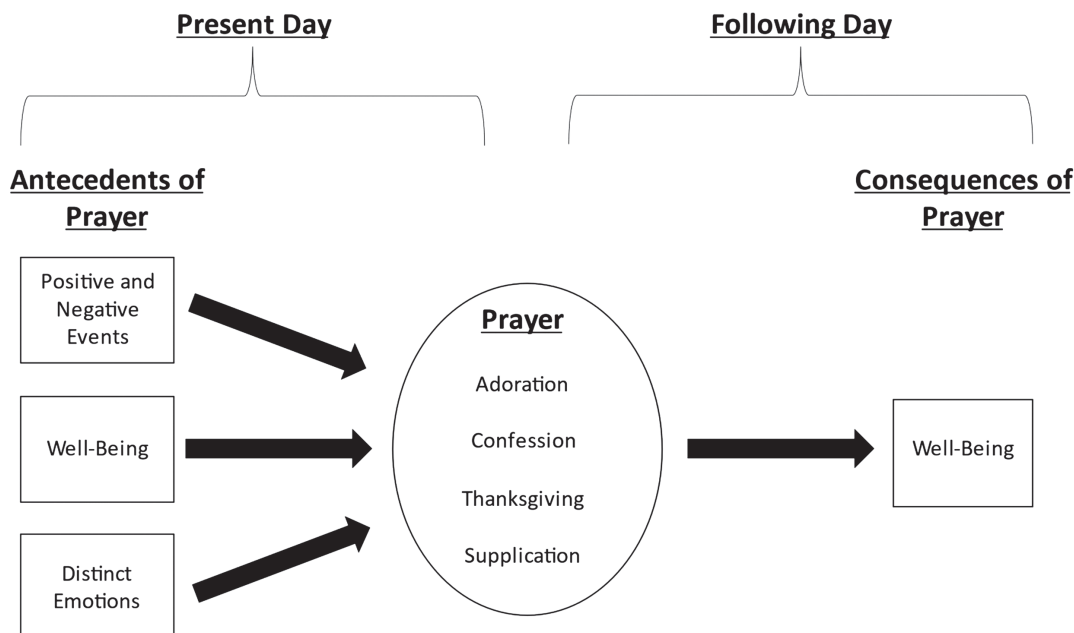 Present Day
Following Day
Antecedents of
Prayer
Consequences of
Prayer
Positive and
Negative
Events
Well-Being
Distinct
Emotions
Prayer
Adoration
Confession
Thanksgiving
Supplication
Well-Being